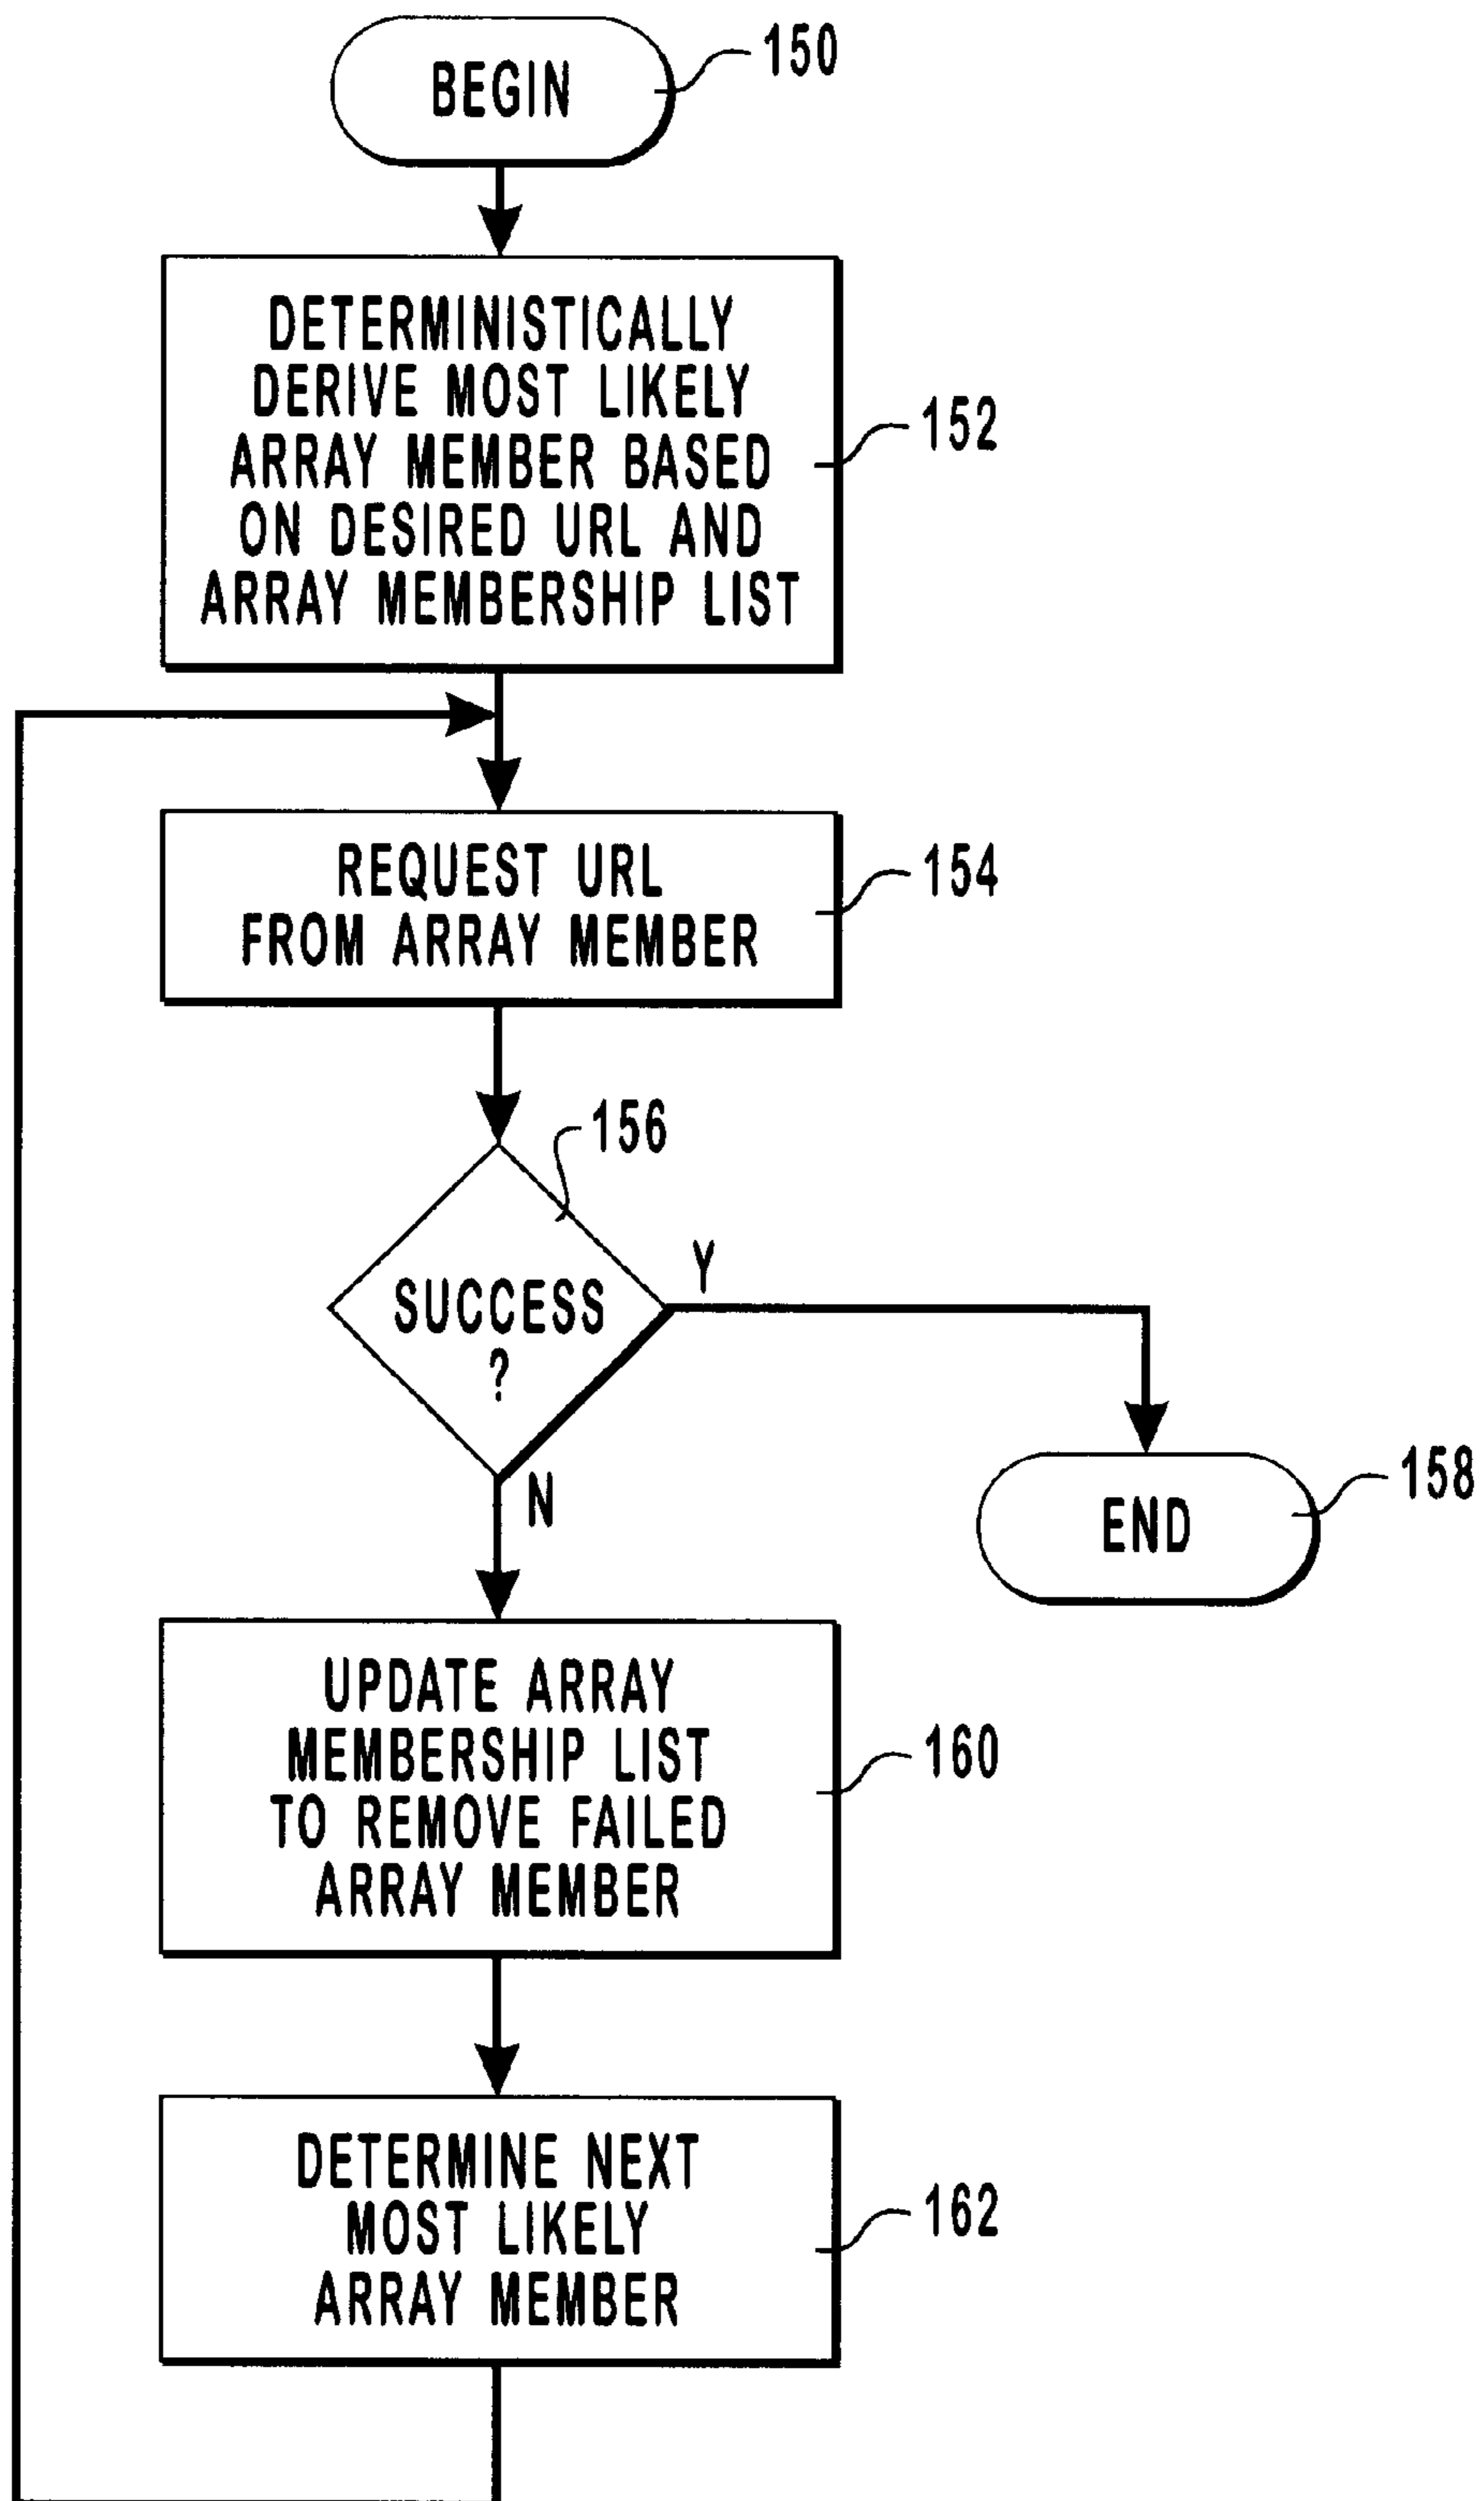 BEGIN
150
DETERMINISTICALLY
DERIVE MOST LIKELY
ARRAY MEMBER BASED
ON DESIRED URL AND
ARRAY MEMBERSHIP LIST
152
REQUEST URL
FROM ARRAY MEMBER
154
156
SUCCESS
?
Y
N
END
158
UPDATE ARRAY
MEMBERSHIP LIST
TO REMOVE FAILED
ARRAY MEMBER
160
DETERMINE NEXT
MOST LIKELY
ARRAY MEMBER
162